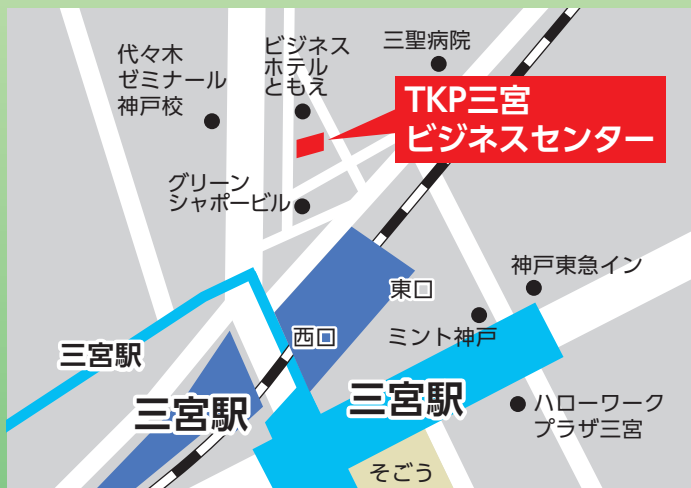 代々木
ゼミナール
神戸校
ビジネス
ホテル
ともえ
三聖病院
TKP三宮
ビジネスセンター
グリーン
シャポービル
東口
神戸東急イン
西口
ミント神戸
三宮駅
三宮駅
三宮駅
ハローワーク
プラザ三宮
そごう